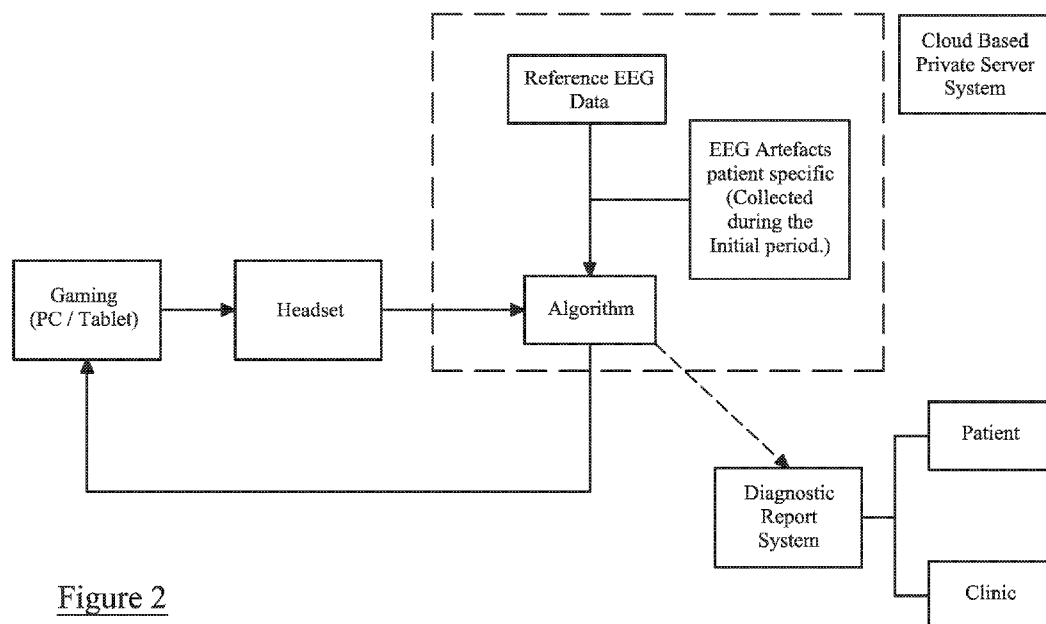 Reference EEG
Data
Cloud Based
Private Server
System
EEG Artefacts
patient specific
(Collected
during the
Initial period.)
Gaming
(PC / Tablet)
Headset
Algorithm
Patient
Diagnostic
Report
System
Clinic
Figure 2